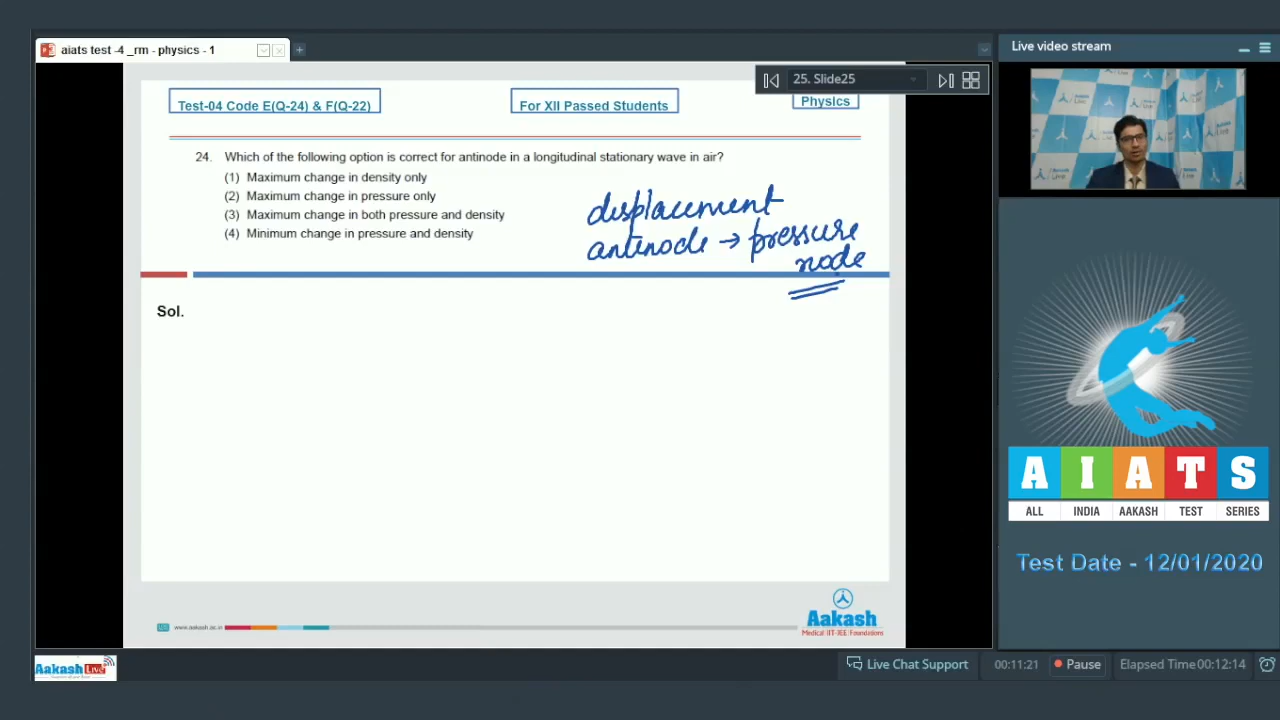 aiats test -4 _rm - physics - 1
Live video stream
25. Slide25
Test-04 Code E(Q-24) & F(Q-22)
For XII Passed Students
Physics
24. Which of the following option is correct for antinode in a longitudinal stationary wave in air?
(1) Maximum change in density only
(2) Maximum change in pressure only
(3) Maximum change in both pressure and density
(4) Minimum change in pressure and density
displacement
antinode → pressure
node
Sol.
A I A T S
ALL INDIA AAKASH TEST SERIES
Test Date - 12/01/2020
Aakash
Medical | IIT-JEE | Foundations
www.aakash.ac.in
Aakash Live
Live Chat Support
00:11:21
Pause
Elapsed Time 00:12:14